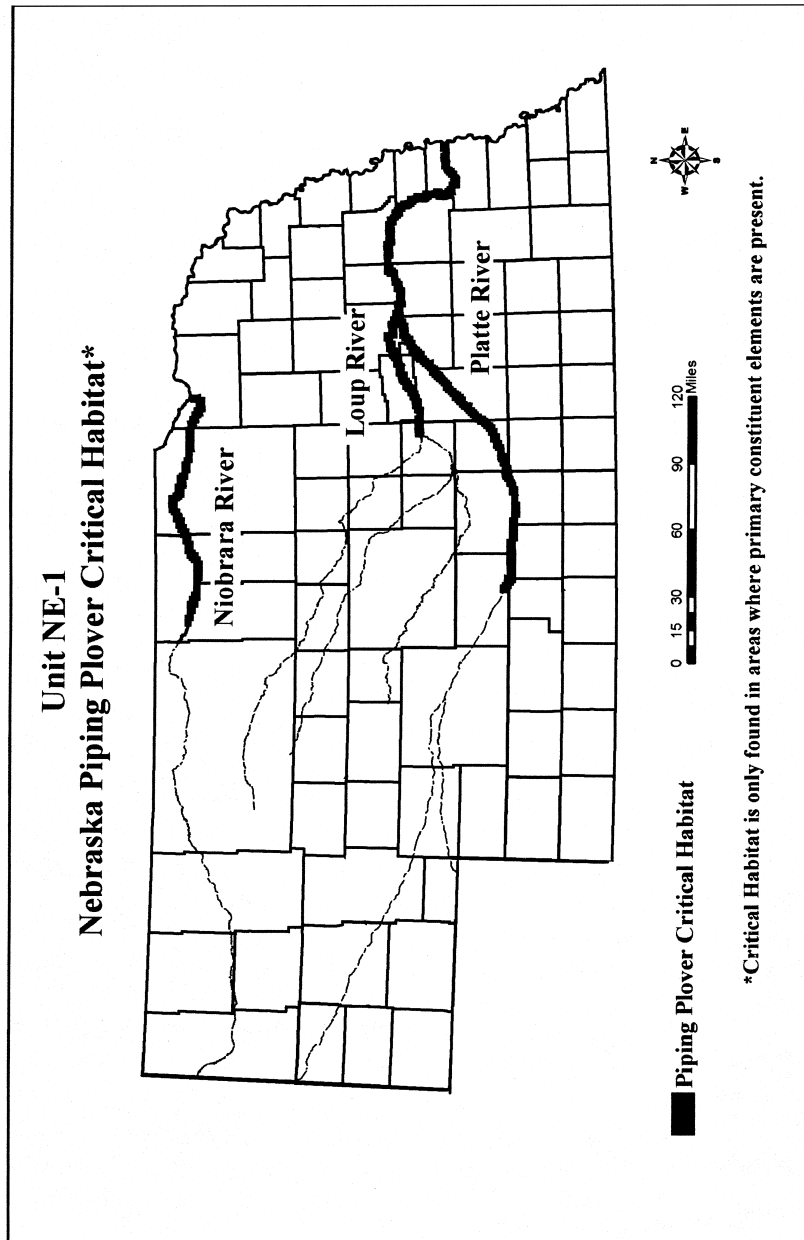 Unit NE-1
Nebraska Piping Plover Critical Habitat*
Niobrara River
Loup River
Platte River
Piping Plover Critical Habitat
0 15 30 60 90 120
Miles
N
W E
S
*Critical Habitat is only found in areas where primary constituent elements are present.